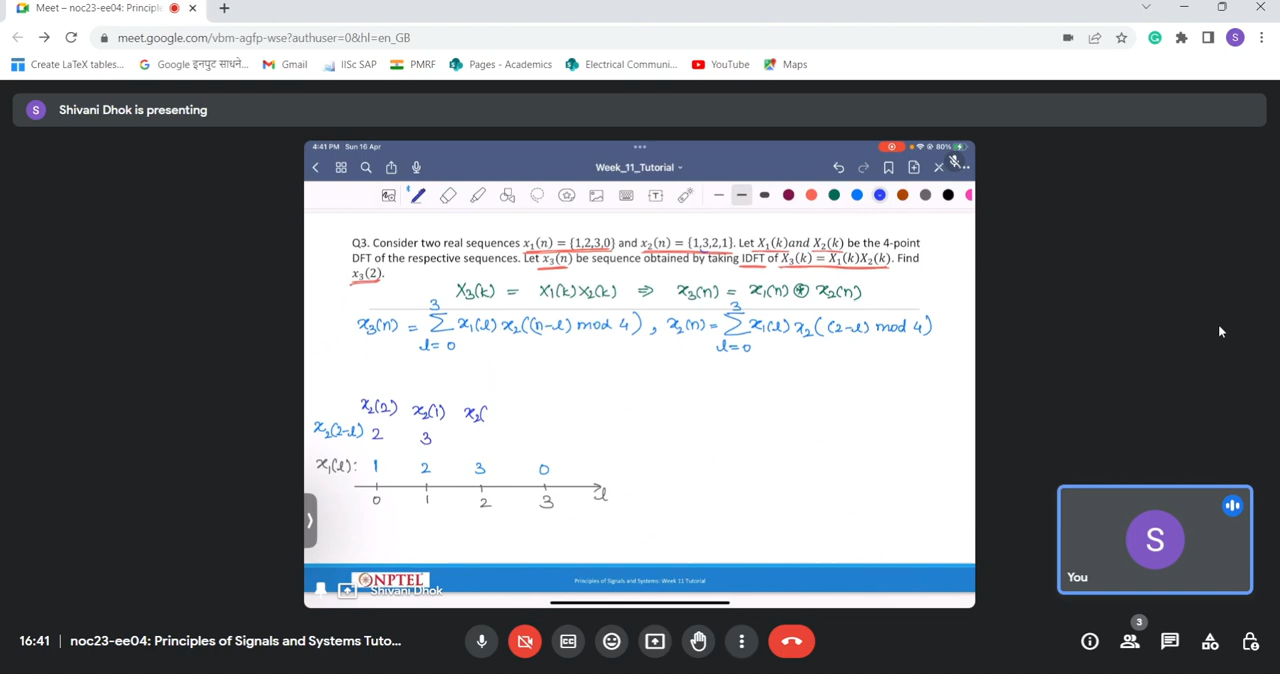 Meet – noc23-ee04: Principle
meet.google.com/vbm-agfp-wse?authuser=0&hl=en_GB
S
Create LaTeX tables...
Google इनपुट साधने...
Gmail
IISc SAP
PMRF
Pages - Academics
Electrical Communi...
YouTube
Maps
S Shivani Dhok is presenting
4:41 PM Sun 16 Apr
80%
Week_11_Tutorial
Q3. Consider two real sequences x₁(n) = {1,2,3,0} and x₂(n) = {1,3,2,1}. Let X₁(k)and X₂(k) be the 4-point
DFT of the respective sequences. Let x₃(n) be sequence obtained by taking IDFT of X₃(k) = X₁(k)X₂(k). Find
x₃(2).
X₃(k) = X₁(k) X₂(k) ⇒ x₃(n) = x₁(n) ⊛ x₂(n)
x₃(n) = 3∑l=0 x₁(l) x₂((n-l) mod 4), x₂(n) = 3∑l=0 x₁(l) x₂((2-l) mod 4)
x₂(2) x₂(1) x₂(
x₂(2-l) 2 3
x₁(l): 1 2 3 0
0 1 2 3 l
NPTEL
Principles of Signals and Systems: Week 11 Tutorial
Shivani Dhok
S
You
16:41 | noc23-ee04: Principles of Signals and Systems Tuto...
3